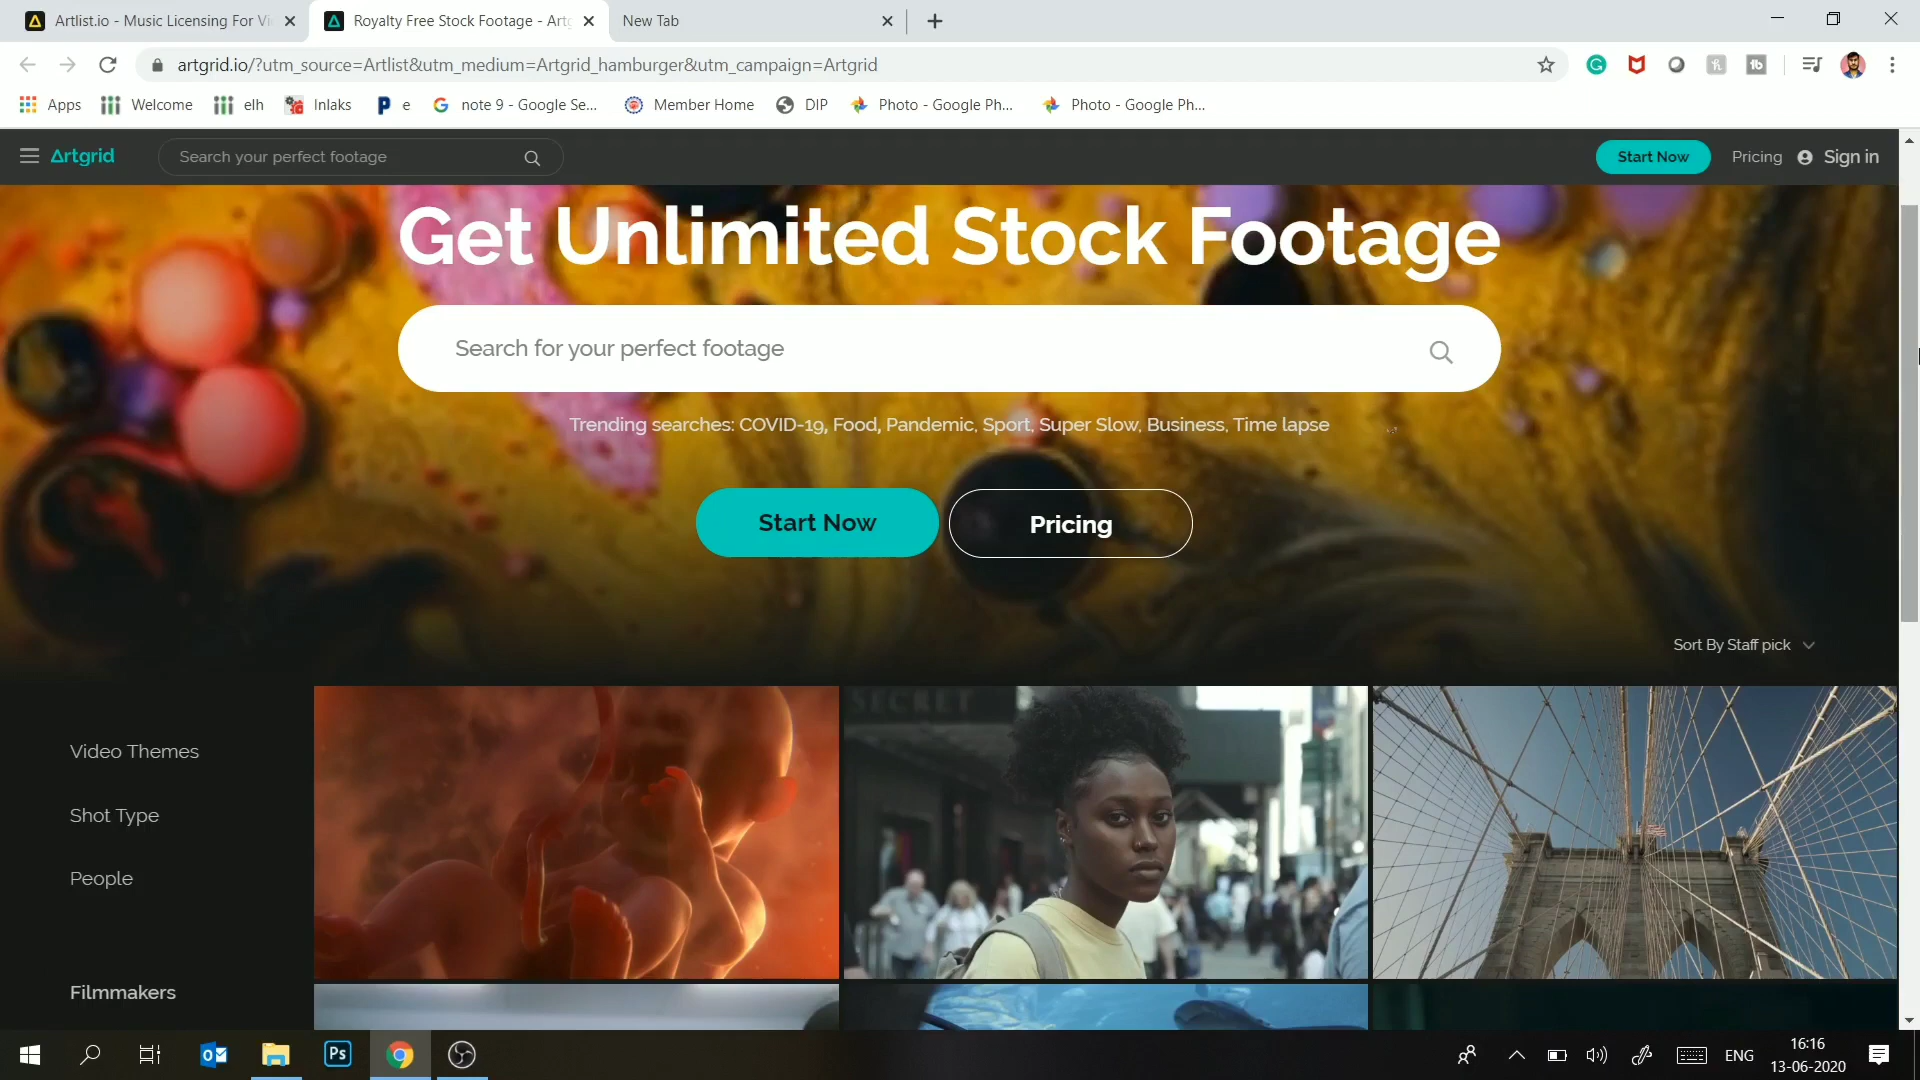 Artlist.io - Music Licensing For Vi
Royalty Free Stock Footage - Artg
New Tab
artgrid.io/?utm_source=Artlist&utm_medium=Artgrid_hamburger&utm_campaign=Artgrid
Apps
Welcome
elh
Inlaks
e
note 9 - Google Se...
Member Home
DIP
Photo - Google Ph...
Photo - Google Ph...
Artgrid
Search your perfect footage
Start Now
Pricing
Sign in
Get Unlimited Stock Footage
Search for your perfect footage
Trending searches: COVID-19, Food, Pandemic, Sport, Super Slow, Business, Time lapse
Start Now
Pricing
Sort By Staff pick
SECRET
Video Themes
Shot Type
People
Filmmakers
Ps
ENG
16:16
13-06-2020